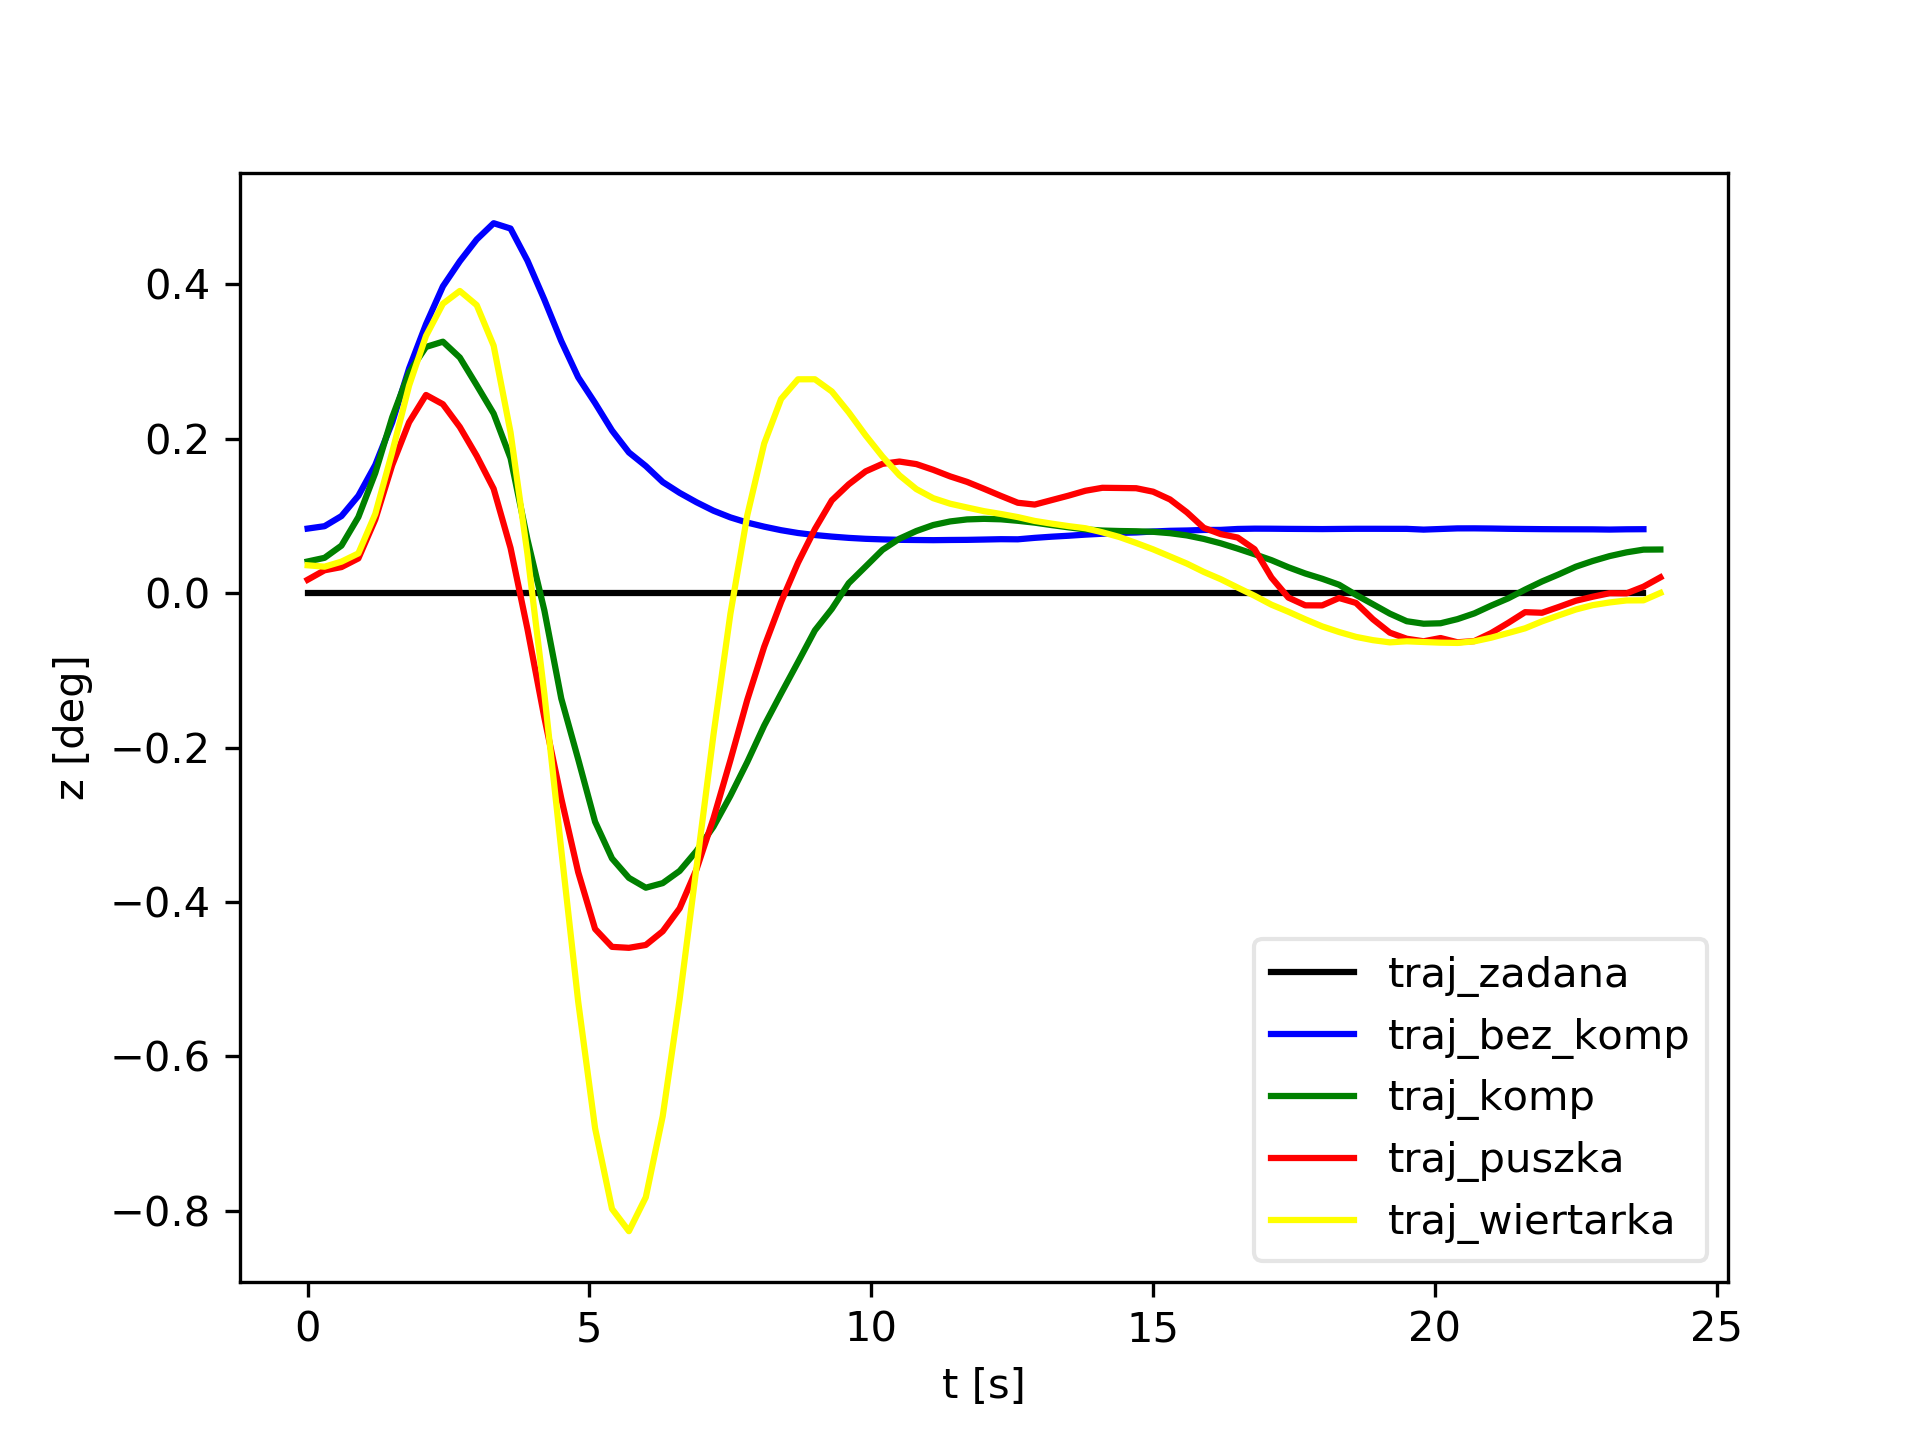 0.4
0.2
0.0
−0.2
−0.4
−0.6
−0.8
z [deg]
0 5 10 15 20 25
t [s]
traj_zadana
traj_bez_komp
traj_komp
traj_puszka
traj_wiertarka